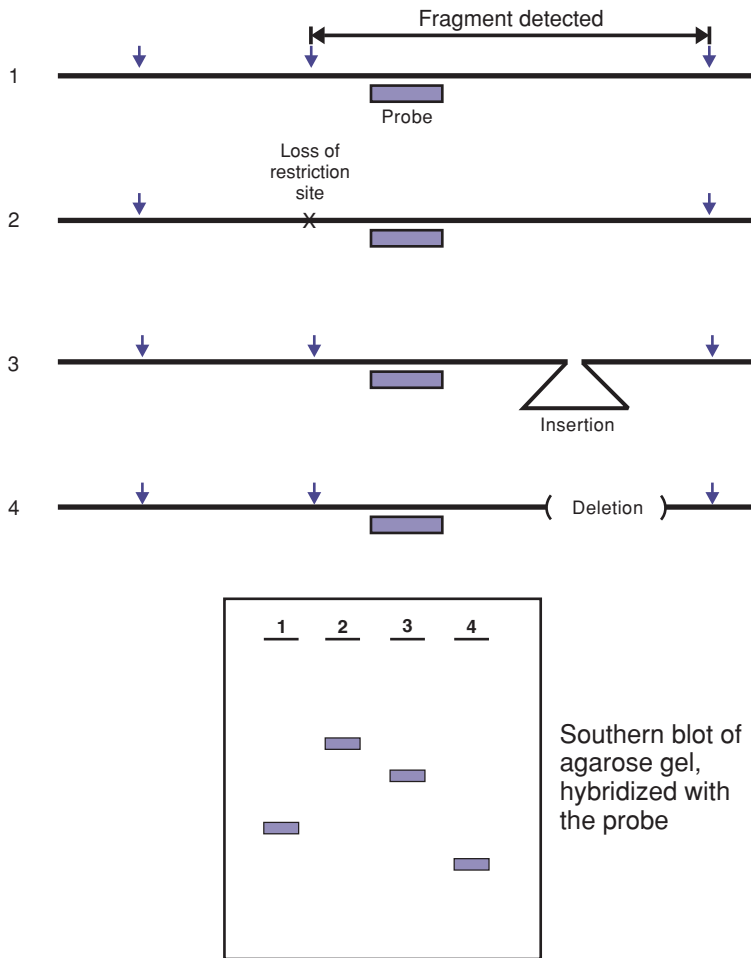 Fragment detected
1
Probe
Loss of
restriction
site
2
X
3
Insertion
4
( Deletion )
1 2 3 4
Southern blot of
agarose gel,
hybridized with
the probe